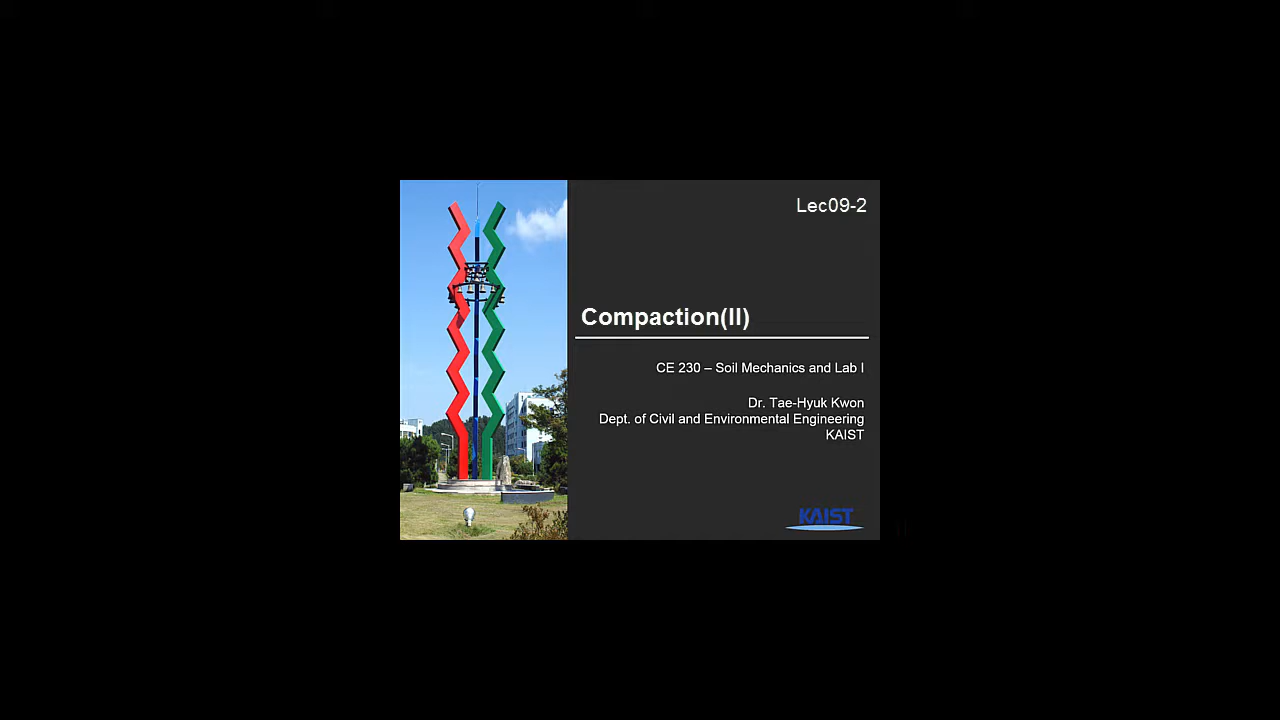 Lec09-2
Compaction(II)
CE 230 – Soil Mechanics and Lab I
Dr. Tae-Hyuk Kwon
Dept. of Civil and Environmental Engineering
KAIST
KAIST